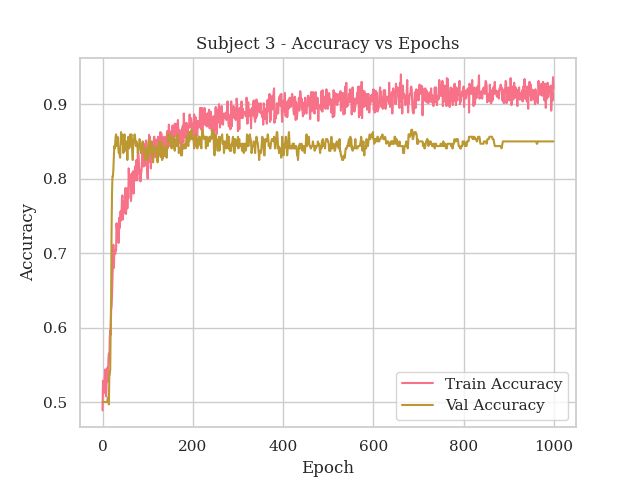 Subject 3 - Accuracy vs Epochs
Accuracy
0.9
0.8
0.7
0.6
0.5
0 200 400 600 800 1000
Epoch
Train Accuracy
Val Accuracy